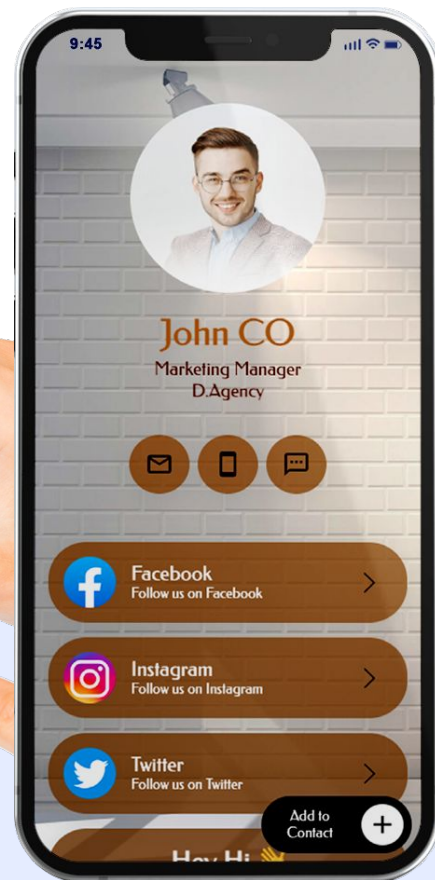 9:45
John CO
Marketing Manager
D.Agency
Facebook
Follow us on Facebook
Instagram
Follow us on Instagram
Twitter
Follow us on Twitter
Add to
Contact
Hey Hi 👋